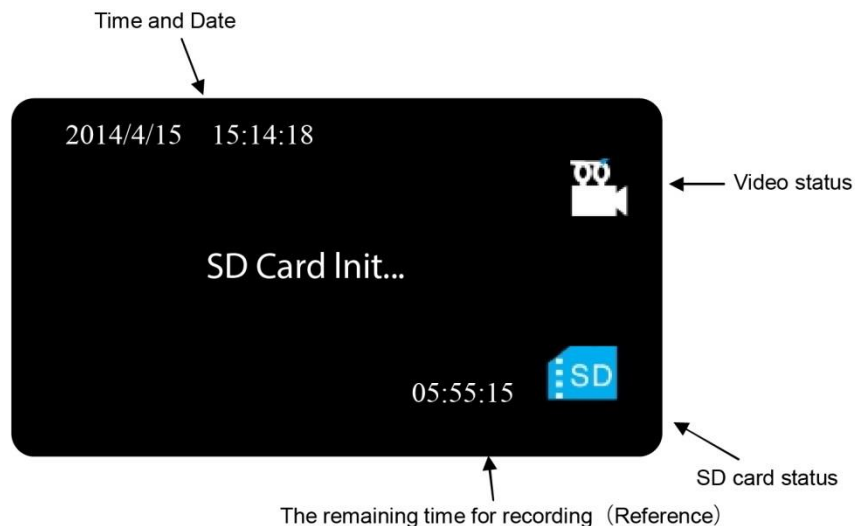 Time and Date
2014/4/15 15:14:18
Video status
SD Card Init...
SD
05:55:15
SD card status
The remaining time for recording（Reference）